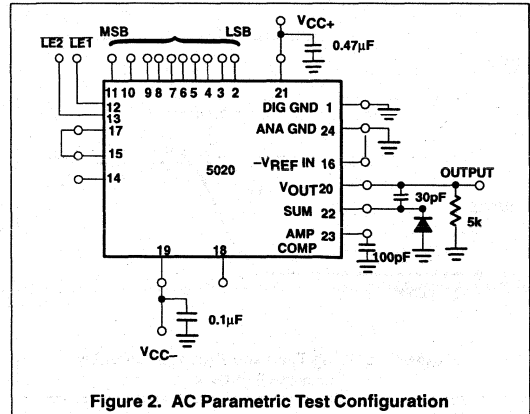 VCC+
LE2 LE1 MSB LSB
0.47μF
11 10 9 8 7 6 5 4 3 2 21
12
13
17
15
14
5020
DIG GND 1
ANA GND 24
–VREF IN 16
VOUT 20
SUM 22
AMP 23
COMP
OUTPUT
30pF
5k
100pF
19 18
0.1μF
VCC–
Figure 2. AC Parametric Test Configuration